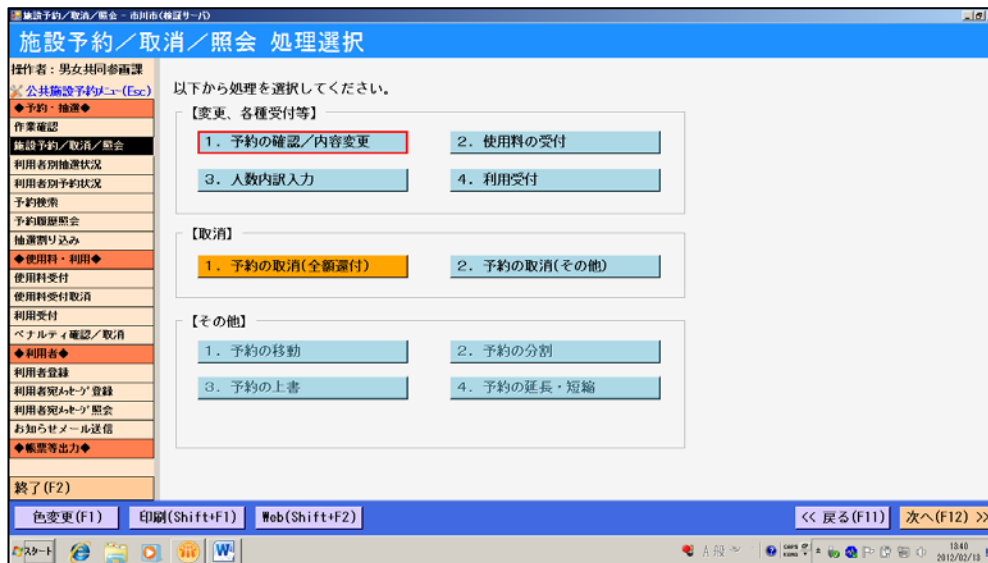 施設予約／取消／照会 - 市川市(検証サーバ)
施設予約／取消／照会 処理選択
操作者：男女共同参画課
公共施設予約メニュー(Esc)
◆予約・抽選◆
作業確認
施設予約／取消／照会
利用者別抽選状況
利用者別予約状況
予約検索
予約履歴照会
抽選割り込み
◆使用料・利用◆
使用料受付
使用料受付取消
利用受付
ペナルティ確認／取消
◆利用者◆
利用者登録
利用者宛メッセージ登録
利用者宛メッセージ照会
お知らせメール送信
◆帳票等出力◆
終了(F2)
以下から処理を選択してください。
【変更、各種受付等】
1．予約の確認／内容変更
2．使用料の受付
3．人数内訳入力
4．利用受付
【取消】
1．予約の取消(全額還付)
2．予約の取消(その他)
【その他】
1．予約の移動
2．予約の分割
3．予約の上書
4．予約の延長・短縮
色変更(F1)
印刷(Shift+F1)
Web(Shift+F2)
<< 戻る(F11)
次へ(F12) >>
スタート
A 般
CAPS
KANA
13:40
2012/02/13